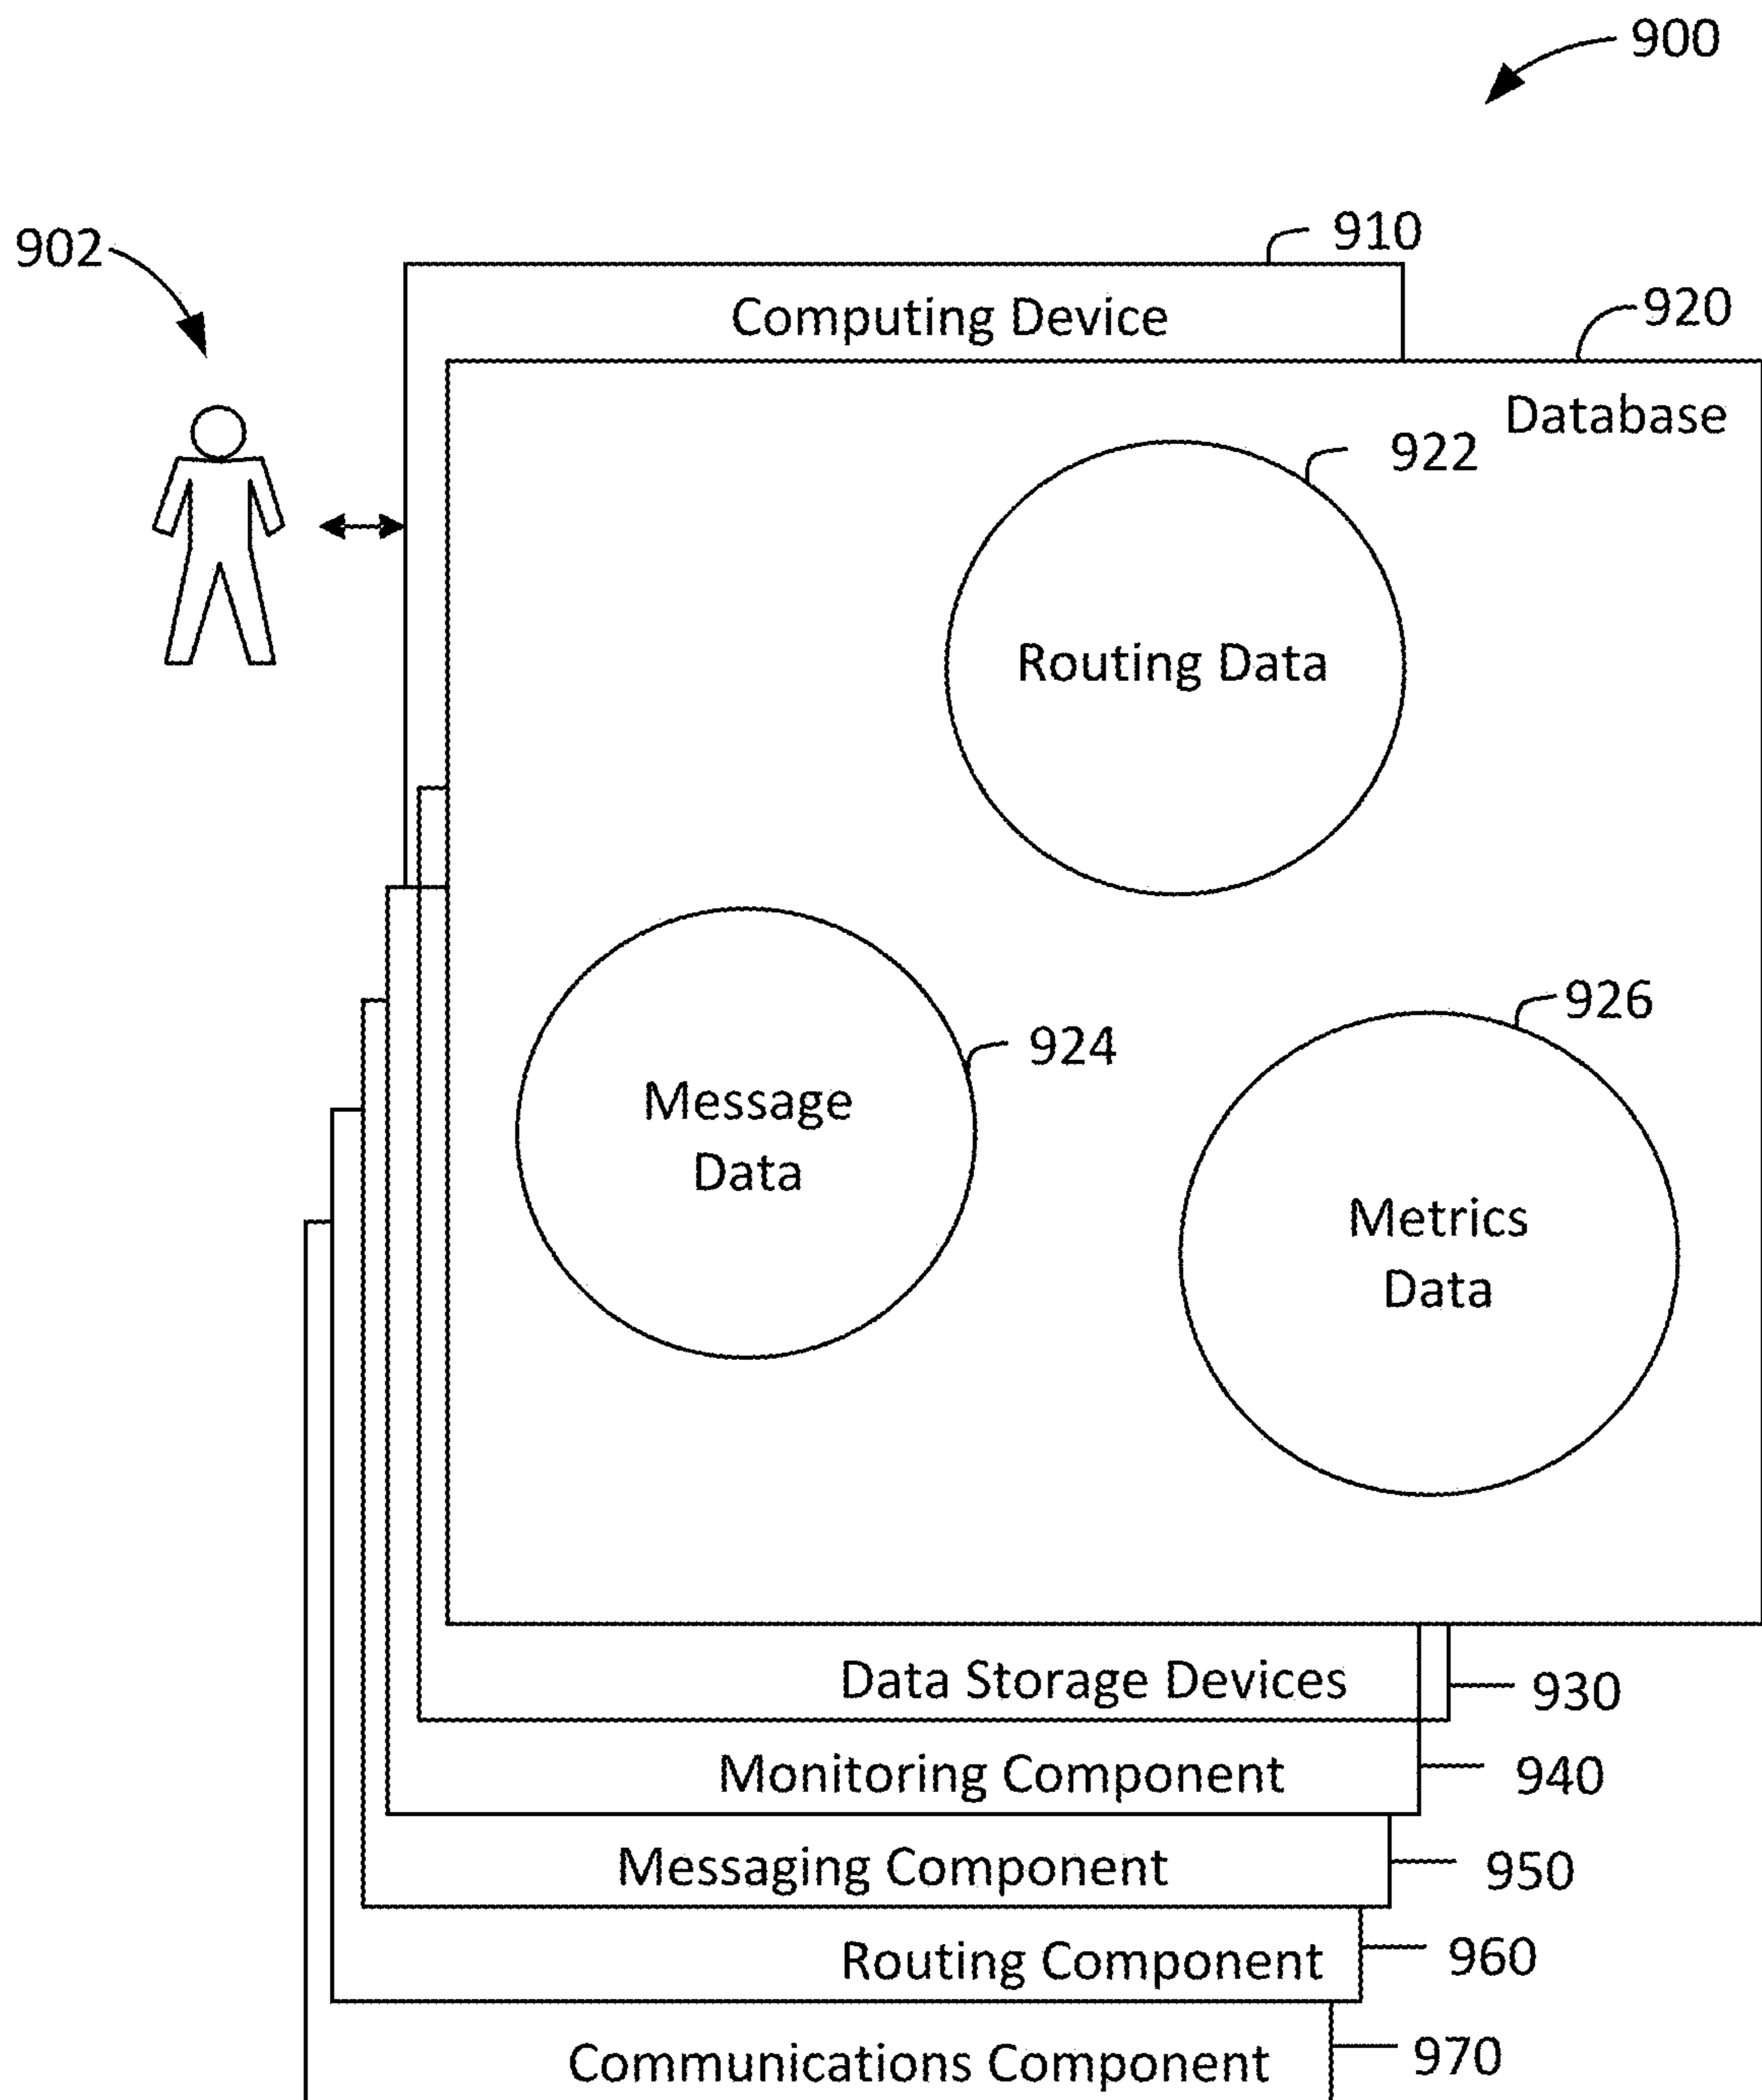 900
902
910
Computing Device
920
Database
922
Routing Data
924
Message
Data
926
Metrics
Data
Data Storage Devices
930
Monitoring Component
940
Messaging Component
950
Routing Component
960
Communications Component
970